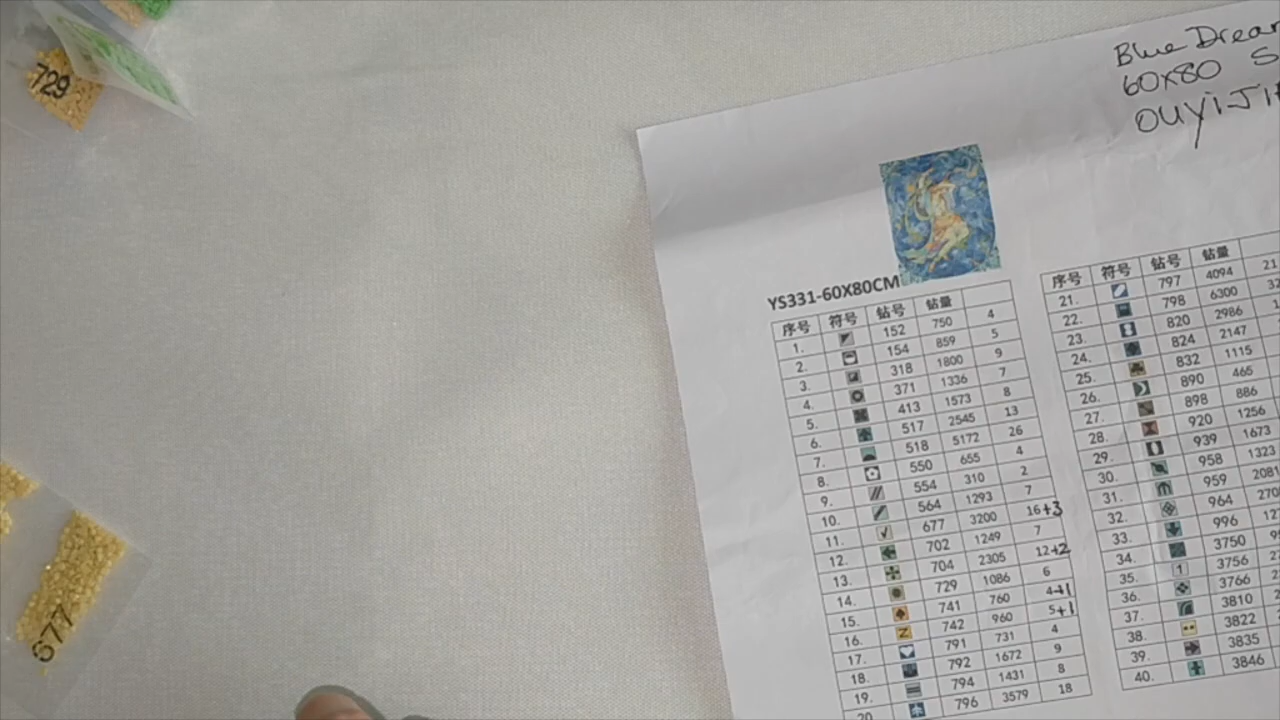 729
677
Blue Drea
60x80 S
OUYiJi
YS331-60X80CM
序号 符号 钻号 钻量
1. 152 750 4
2. 154 859 5
3. 318 1800 9
4. 371 1336 7
5. 413 1573 8
6. 517 2545 13
7. 518 5172 26
8. 550 655 4
9. 554 310 2
10. 564 1293 7
11. √ 677 3200 16+3
12. 702 1249 7
13. 704 2305 12+2
14. 729 1086 6
15. 741 760 4+1
16. Z 742 960 5+1
17. 791 731 4
18. 792 1672 9
19. 794 1431 8
20 796 3579 18
序号 符号 钻号 钻量
21. 797 4094 21
22. 798 6300 32
23. 820 2986
24. 824 2147
25. 832 1115
26. 890 465
27. 898 886
28. 920 1256
29. 939 1673
30. 958 1323
31. 959 2081
32. 964 270
33. 996
34. 3750
35. 1 3756
36. 3766
37. 3810
38. 3822
39. 3835
40. 3846